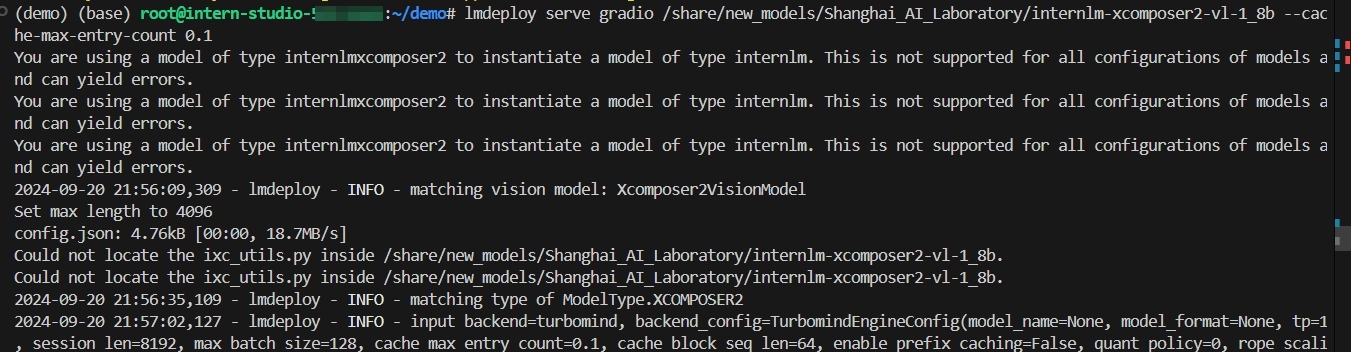 (demo) (base) root@intern-studio-5 :~/demo# lmdeploy serve gradio /share/new_models/Shanghai_AI_Laboratory/internlm-xcomposer2-vl-1_8b --cac
he-max-entry-count 0.1
You are using a model of type internlmxcomposer2 to instantiate a model of type internlm. This is not supported for all configurations of models a
nd can yield errors.
You are using a model of type internlmxcomposer2 to instantiate a model of type internlm. This is not supported for all configurations of models a
nd can yield errors.
You are using a model of type internlmxcomposer2 to instantiate a model of type internlm. This is not supported for all configurations of models a
nd can yield errors.
2024-09-20 21:56:09,309 - lmdeploy - INFO - matching vision model: Xcomposer2VisionModel
Set max length to 4096
config.json: 4.76kB [00:00, 18.7MB/s]
Could not locate the ixc_utils.py inside /share/new_models/Shanghai_AI_Laboratory/internlm-xcomposer2-vl-1_8b.
Could not locate the ixc_utils.py inside /share/new_models/Shanghai_AI_Laboratory/internlm-xcomposer2-vl-1_8b.
2024-09-20 21:56:35,109 - lmdeploy - INFO - matching type of ModelType.XCOMPOSER2
2024-09-20 21:57:02,127 - lmdeploy - INFO - input backend=turbomind, backend_config=TurbomindEngineConfig(model_name=None, model_format=None, tp=1
, session_len=8192, max_batch_size=128, cache_max_entry_count=0.1, cache_block_seq_len=64, enable_prefix_caching=False, quant_policy=0, rope_scali